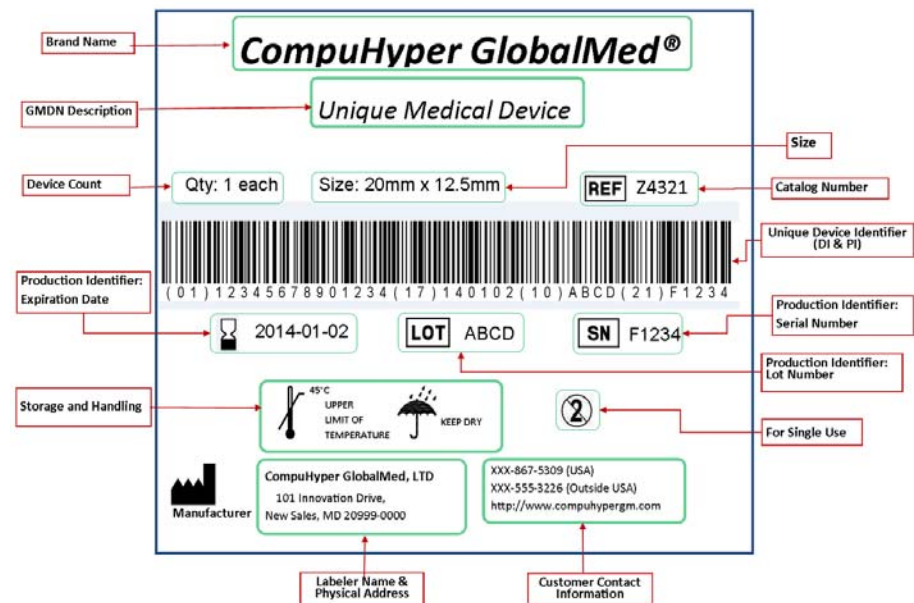 Brand Name
CompuHyper GlobalMed®
GMDN Description
Unique Medical Device
Size
Device Count
Qty: 1 each
Size: 20mm x 12.5mm
REF Z4321
Catalog Number
Unique Device Identifier
(DI & PI)
(01)12345678901234(17)140102(10)ABCD(21)F1234
Production Identifier:
Expiration Date
2014-01-02
LOT ABCD
SN F1234
Production Identifier:
Serial Number
Production Identifier:
Lot Number
Storage and Handling
45°C
UPPER
LIMIT OF
TEMPERATURE
KEEP DRY
2
For Single Use
Manufacturer
CompuHyper GlobalMed, LTD
101 Innovation Drive,
New Sales, MD 20999-0000
XXX-867-5309 (USA)
XXX-555-3226 (Outside USA)
http://www.compuhypergm.com
Labeler Name &
Physical Address
Customer Contact
Information